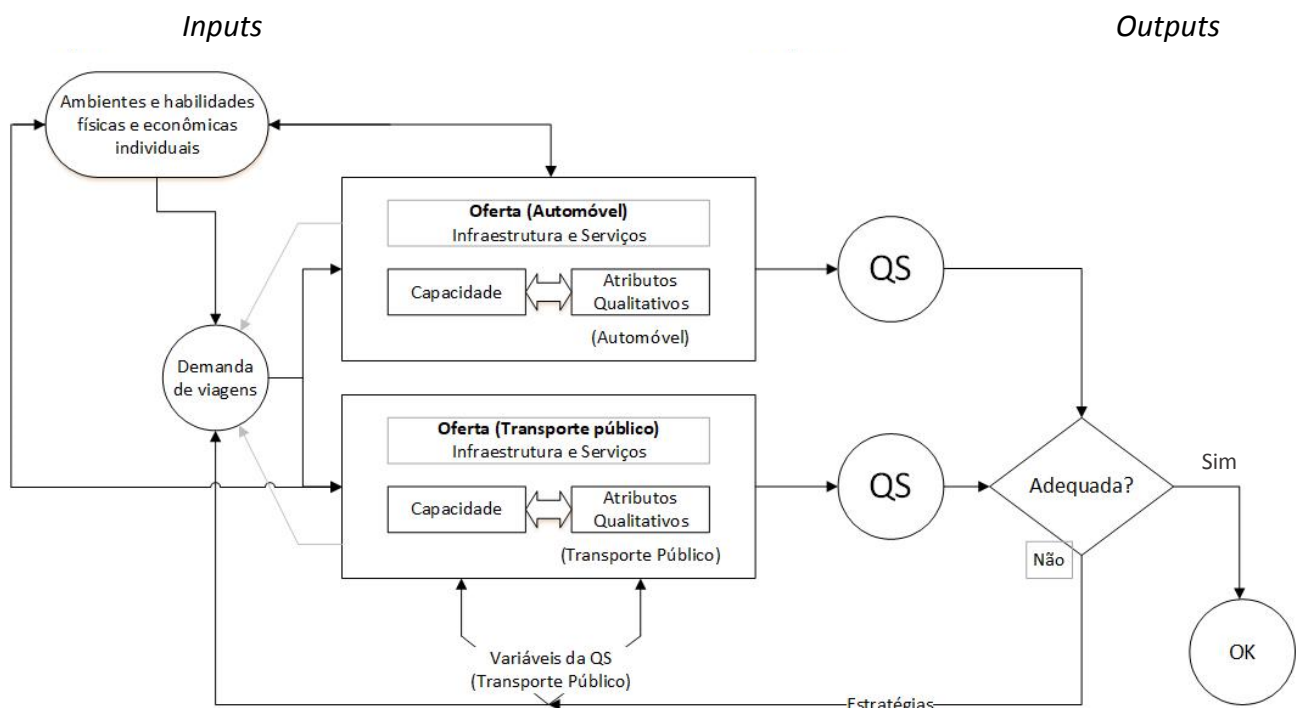 Inputs
Outputs
Ambientes e habilidades
físicas e econômicas
individuais
Oferta (Automóvel)
Infraestrutura e Serviços
Capacidade
Atributos
Qualitativos
(Automóvel)
QS
Demanda
de viagens
Oferta (Transporte público)
Infraestrutura e Serviços
Capacidade
Atributos
Qualitativos
(Transporte Público)
QS
Adequada?
Sim
Não
OK
Variáveis da QS
(Transporte Público)
Estratégias